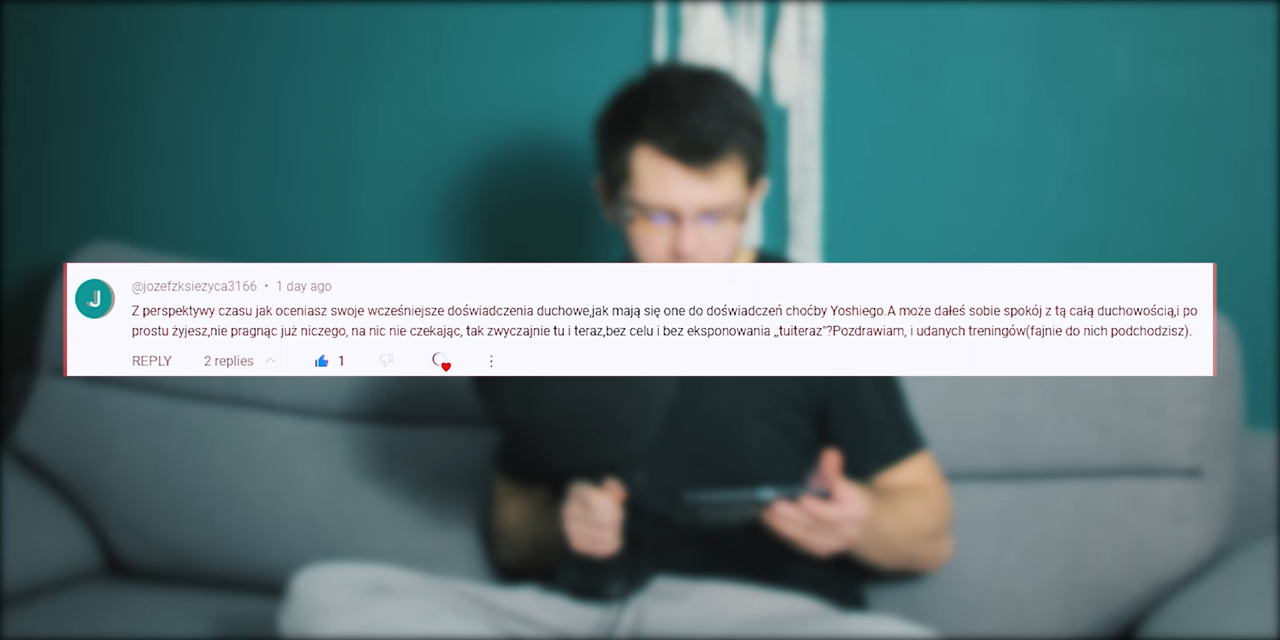 J
@jozefzksiezyca3166 • 1 day ago
Z perspektywy czasu jak oceniasz swoje wcześniejsze doświadczenia duchowe,jak mają się one do doświadczeń choćby Yoshiego.A może dałeś sobie spokój z tą całą duchowością,i po
prostu żyjesz,nie pragnąc już niczego, na nic nie czekając, tak zwyczajnie tu i teraz,bez celu i bez eksponowania „tuiteraz"?Pozdrawiam, i udanych treningów(fajnie do nich podchodzisz).
REPLY 2 replies 1